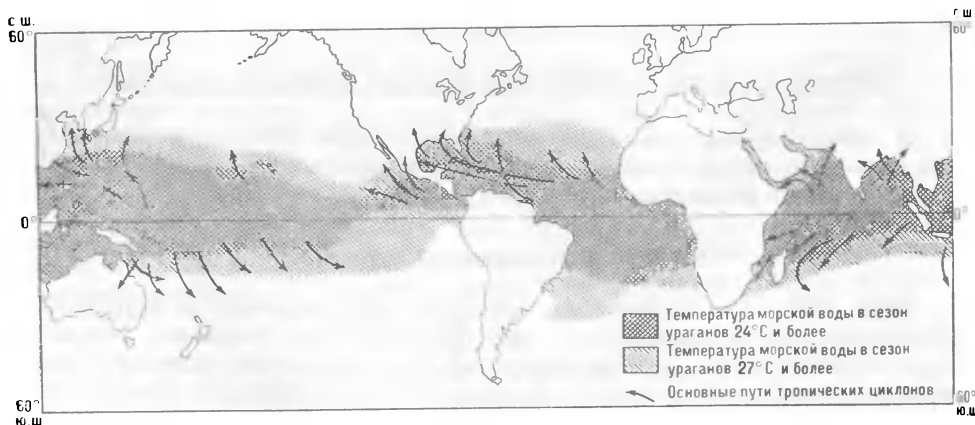 с ш.
г ш
60°
60°
0°
0°
Температура морской воды в сезон
ураганов 24°С и более
Температура морской воды в сезон
ураганов 27°С и более
Основные пути тропических циклонов
60°
60°
ю.ш
ю.ш